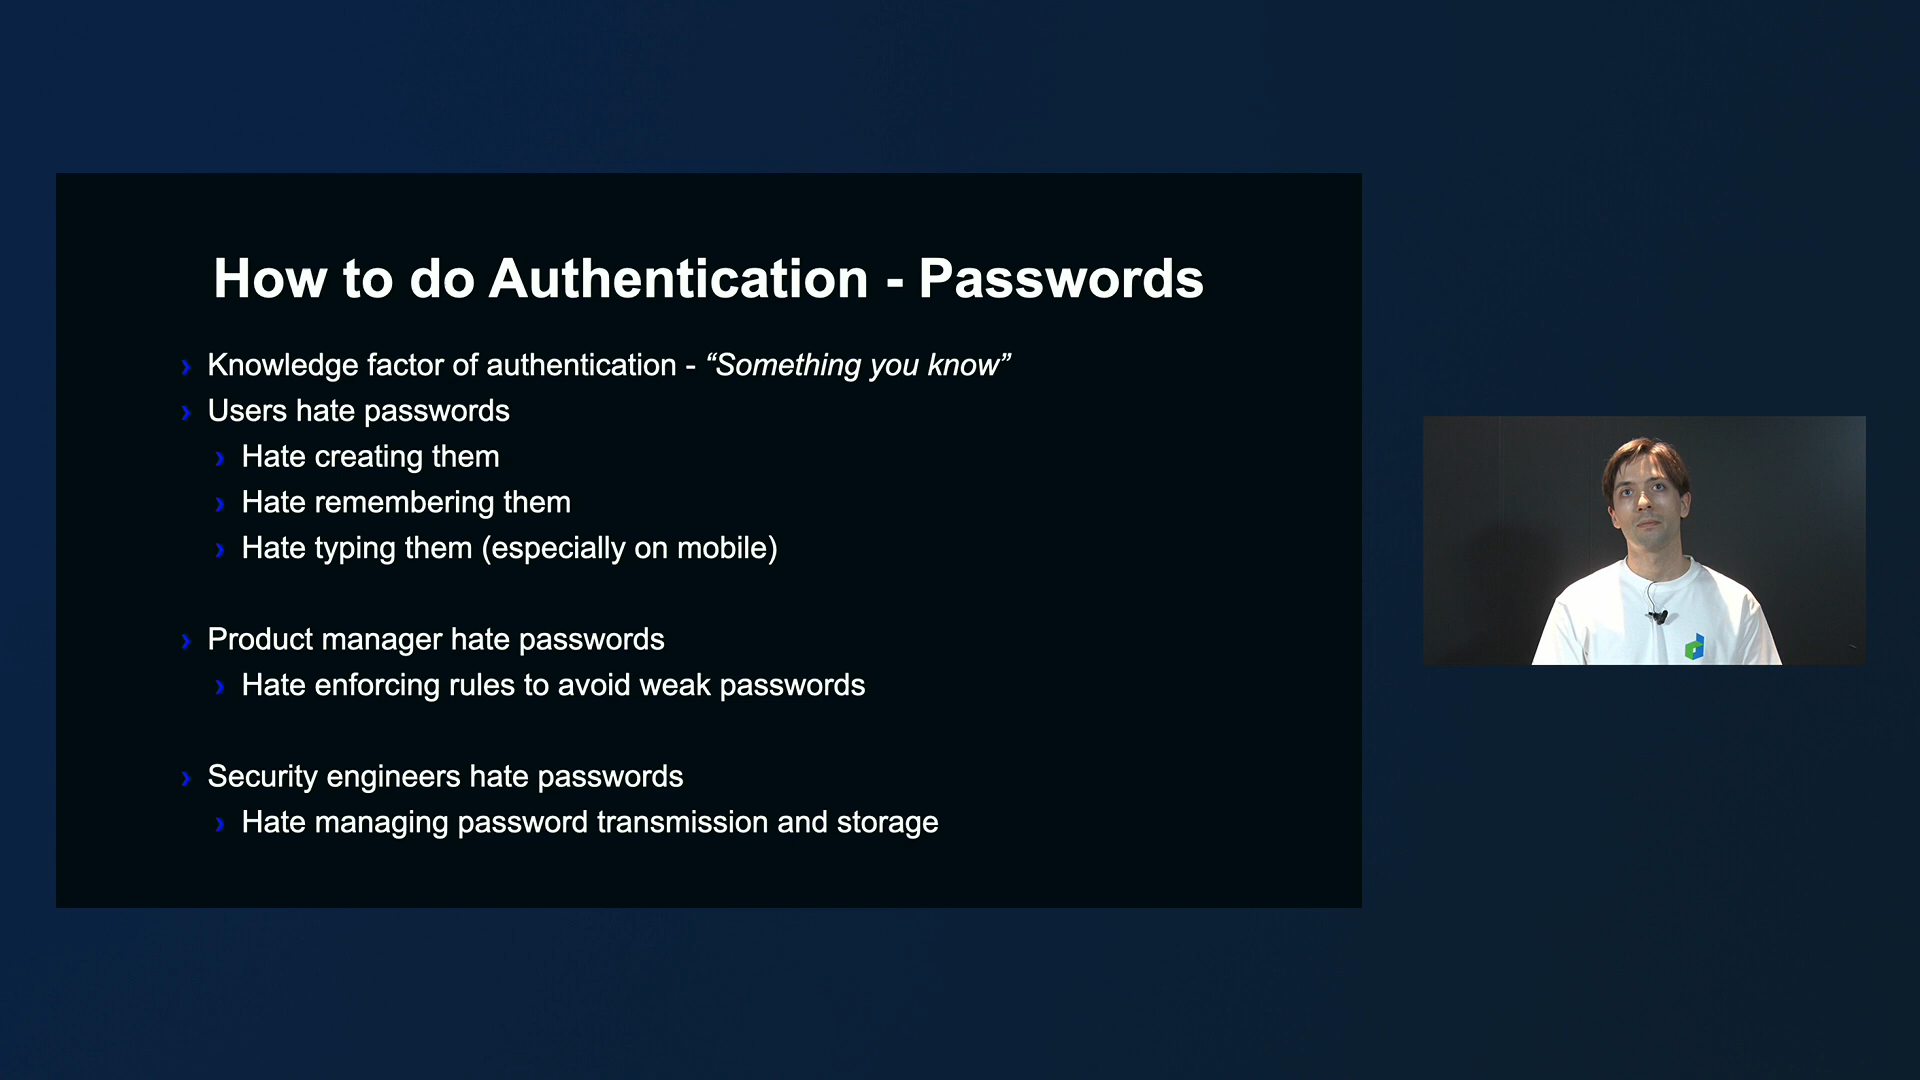 How to do Authentication - Passwords
› Knowledge factor of authentication - “Something you know”
› Users hate passwords
› Hate creating them
› Hate remembering them
› Hate typing them (especially on mobile)
› Product manager hate passwords
› Hate enforcing rules to avoid weak passwords
› Security engineers hate passwords
› Hate managing password transmission and storage